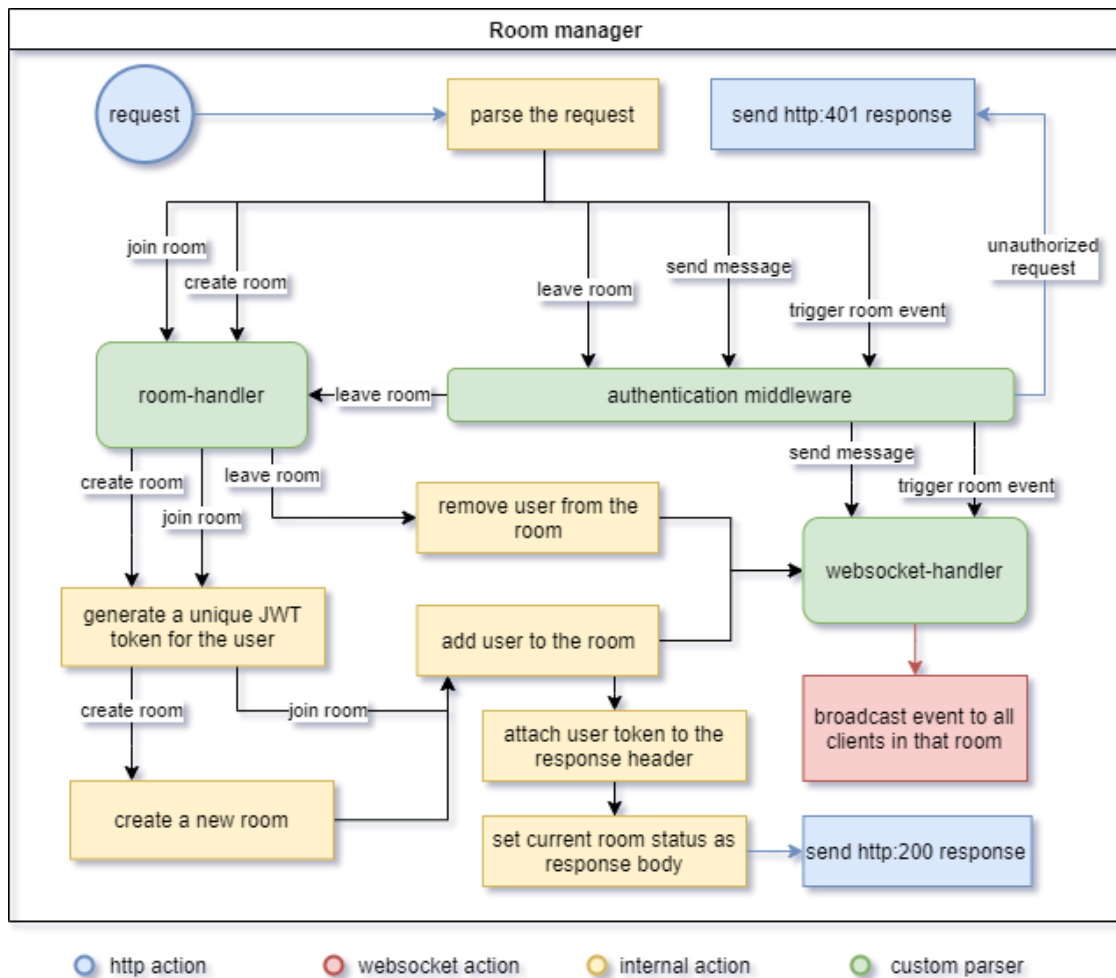 Room manager
request
parse the request
send http:401 response
join room
create room
leave room
send message
trigger room event
unauthorized
request
room-handler
leave room
authentication middleware
create room
join room
leave room
send message
trigger room event
remove user from the
room
websocket-handler
generate a unique JWT
token for the user
add user to the room
create room
join room
attach user token to the
response header
broadcast event to all
clients in that room
create a new room
set current room status as
response body
send http:200 response
http action
websocket action
internal action
custom parser